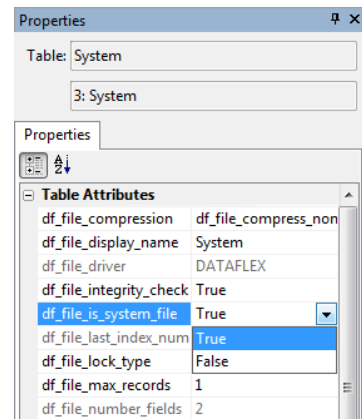 Properties
Table: System
3: System
Properties
Table Attributes
df_file_compression df_file_compress_non
df_file_display_name System
df_file_driver DATAFLEX
df_file_integrity_check True
df_file_is_system_file True
df_file_last_index_num True
False
df_file_lock_type
df_file_max_records 1
df_file_number_fields 2